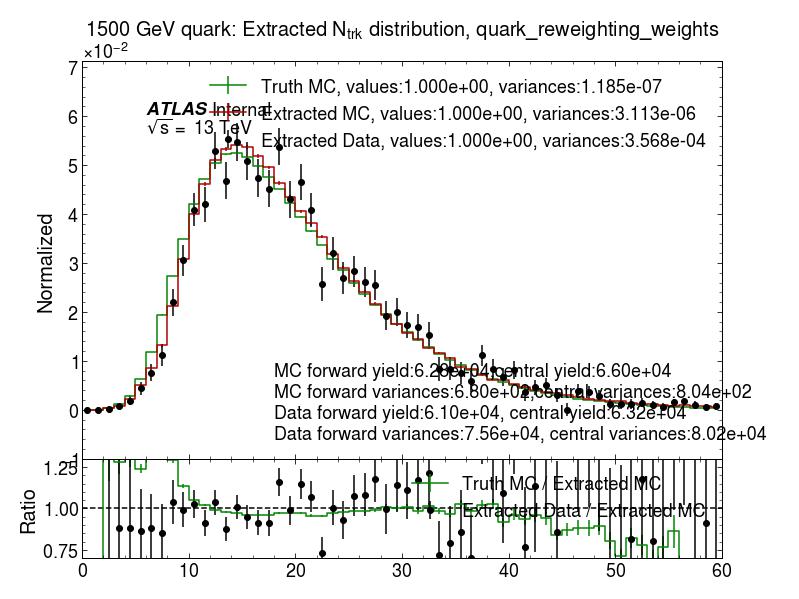 1500 GeV quark: Extracted N_trk distribution, quark_reweighting_weights
×10⁻²
7
Truth MC, values:1.000e+00, variances:1.185e-07
6
ATLAS Internal
Extracted MC, values:1.000e+00, variances:3.113e-06
√s = 13 TeV
Extracted Data, values:1.000e+00, variances:3.568e-04
5
4
Normalized
3
2
1
MC forward yield:6.28e+04, central yield:6.60e+04
MC forward variances:6.80e+02, central variances:8.04e+02
0
Data forward yield:6.10e+04, central yield:6.32e+04
Data forward variances:7.56e+04, central variances:8.02e+04
1
1.25
Truth MC / Extracted MC
Ratio
1.00
Extracted Data / Extracted MC
0.75
0 10 20 30 40 50 60